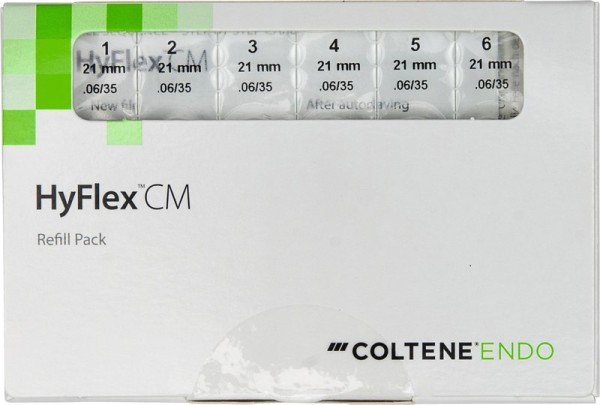 1 2 3 4 5 6
21 mm 21 mm 21 mm 21 mm 21 mm 21 mm
.06/35 .06/35 .06/35 .06/35 .06/35 .06/35
HyFlex CM
New file
After autoclaving
HyFlex™ CM
Refill Pack
COLTENE® ENDO